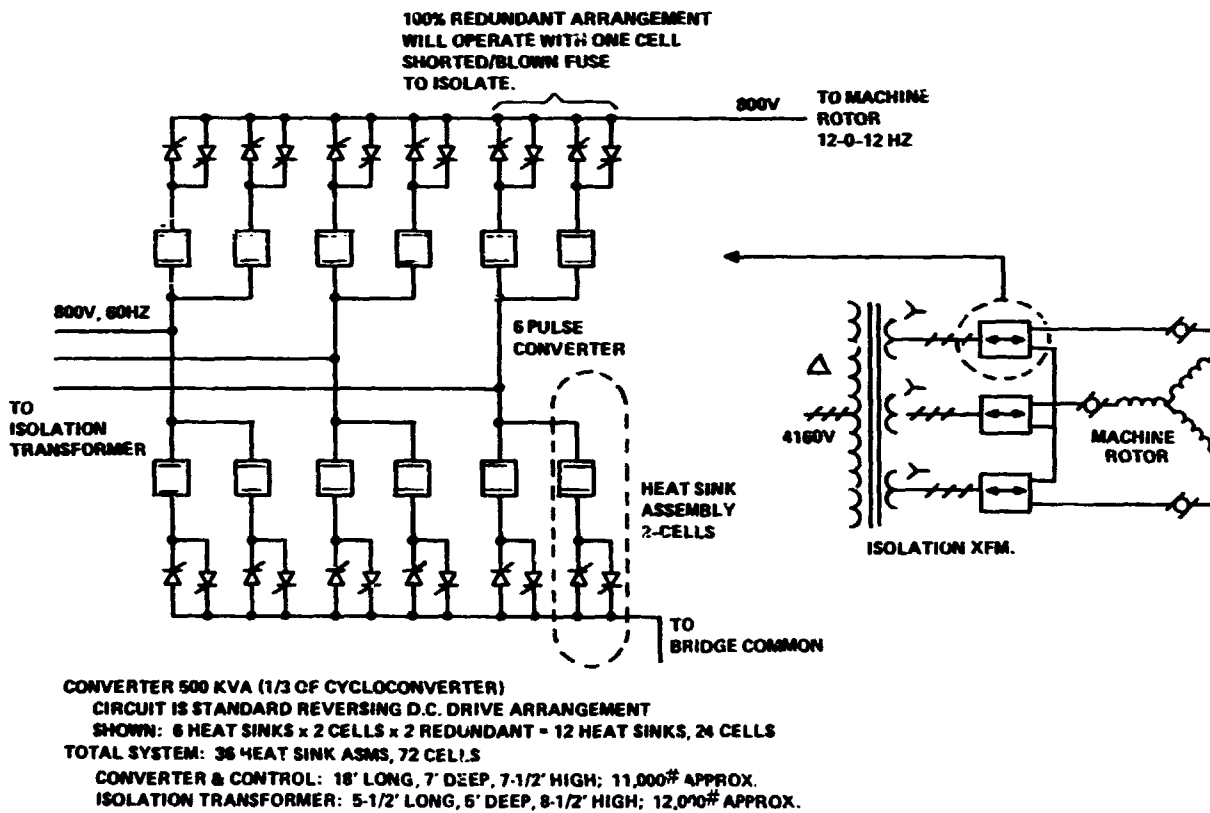 100% REDUNDANT ARRANGEMENT
WILL OPERATE WITH ONE CELL
SHORTED/BLOWN FUSE
TO ISOLATE.
800V
TO MACHINE
ROTOR
12-0-12 HZ
800V, 60HZ
6 PULSE
CONVERTER
TO
ISOLATION
TRANSFORMER
HEAT SINK
ASSEMBLY
2-CELLS
TO
BRIDGE COMMON
4160V
MACHINE
ROTOR
ISOLATION XFM.
CONVERTER 500 KVA (1/3 OF CYCLOCONVERTER)
CIRCUIT IS STANDARD REVERSING D.C. DRIVE ARRANGEMENT
SHOWN: 6 HEAT SINKS x 2 CELLS x 2 REDUNDANT = 12 HEAT SINKS, 24 CELLS
TOTAL SYSTEM: 36 HEAT SINK ASMS, 72 CELLS
CONVERTER & CONTROL: 18' LONG, 7' DEEP, 7-1/2' HIGH; 11,000# APPROX.
ISOLATION TRANSFORMER: 5-1/2' LONG, 5' DEEP, 8-1/2' HIGH; 12,000# APPROX.